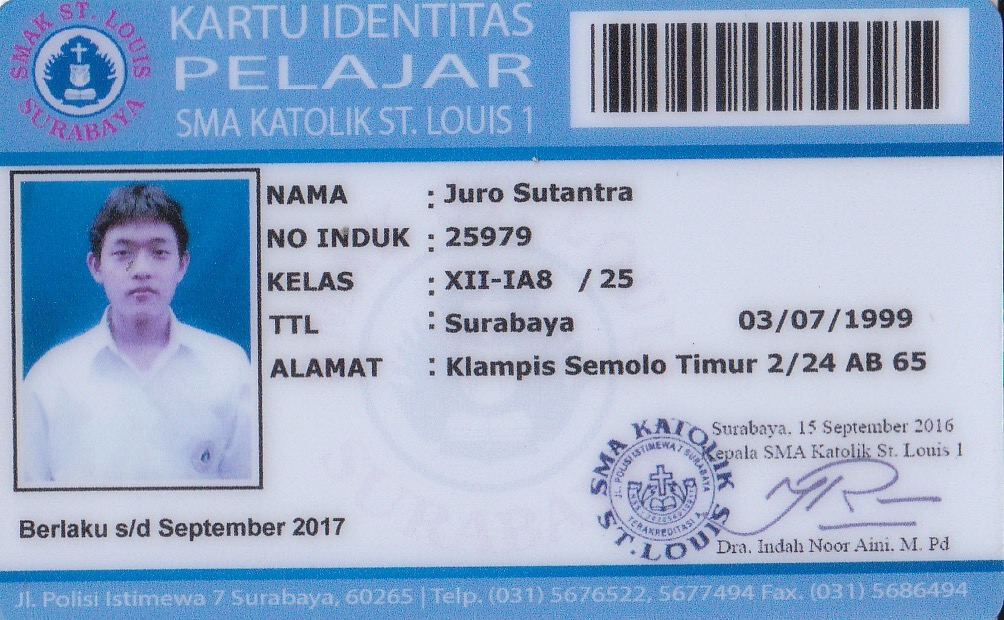 SMAK ST. LOUIS
SURABAYA
KARTU IDENTITAS
PELAJAR
SMA KATOLIK ST. LOUIS 1
NAMA : Juro Sutantra
NO INDUK : 25979
KELAS : XII-IA8 / 25
TTL : Surabaya 03/07/1999
ALAMAT : Klampis Semolo Timur 2/24 AB 65
Surabaya, 15 September 2016
Kepala SMA Katolik St. Louis 1
SMA KATOLIK
ST. LOUIS
JL. POLISI ISTIMEWA 7 SURABAYA
TERAKREDITASI A
Dra. Indah Noor Aini, M. Pd
Berlaku s/d September 2017
Jl. Polisi Istimewa 7 Surabaya, 60265 | Telp. (031) 5676522, 5677494 Fax. (031) 5686494